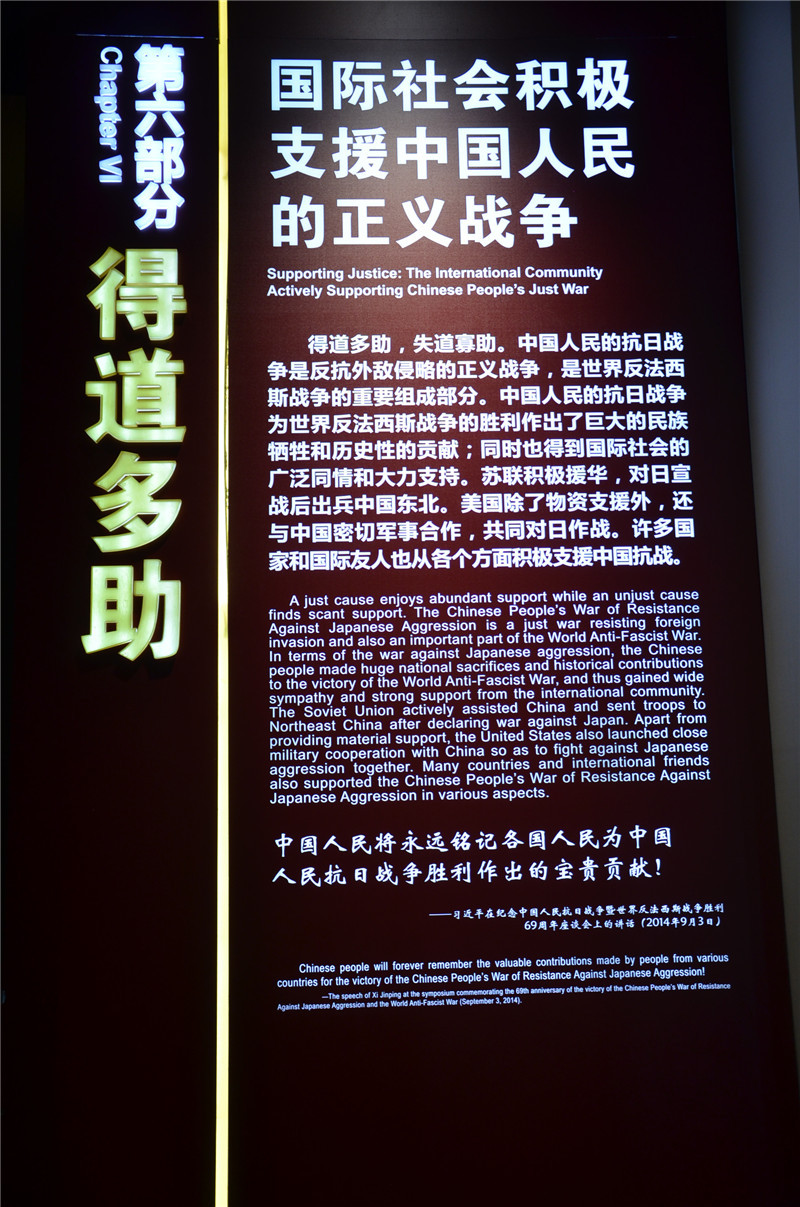 第六部分
Chapter VI
得道多助
国际社会积极
支援中国人民
的正义战争
Supporting Justice: The International Community
Actively Supporting Chinese People's Just War
得道多助，失道寡助。中国人民的抗日战
争是反抗外敌侵略的正义战争，是世界反法西
斯战争的重要组成部分。中国人民的抗日战争
为世界反法西斯战争的胜利作出了巨大的民族
牺牲和历史性的贡献；同时也得到国际社会的
广泛同情和大力支持。苏联积极援华，对日宣
战后出兵中国东北。美国除了物资支援外，还
与中国密切军事合作，共同对日作战。许多国
家和国际友人也从各个方面积极支援中国抗战。
A just cause enjoys abundant support while an unjust cause
finds scant support. The Chinese People's War of Resistance
Against Japanese Aggression is a just war resisting foreign
invasion and also an important part of the World Anti-Fascist War.
In terms of the war against Japanese aggression, the Chinese
people made huge national sacrifices and historical contributions
to the victory of the World Anti-Fascist War, and thus gained wide
sympathy and strong support from the international community.
The Soviet Union actively assisted China and sent troops to
Northeast China after declaring war against Japan. Apart from
providing material support, the United States also launched close
military cooperation with China so as to fight against Japanese
aggression together. Many countries and international friends
also supported the Chinese People's War of Resistance Against
Japanese Aggression in various aspects.
中国人民将永远铭记各国人民为中国
人民抗日战争胜利作出的宝贵贡献！
——习近平在纪念中国人民抗日战争暨世界反法西斯战争胜利
69周年座谈会上的讲话（2014年9月3日）
Chinese people will forever remember the valuable contributions made by people from various
countries for the victory of the Chinese People's War of Resistance Against Japanese Aggression!
—The speech of Xi Jinping at the symposium commemorating the 69th anniversary of the victory of the Chinese People's War of Resistance
Against Japanese Aggression and the World Anti-Fascist War (September 3, 2014).